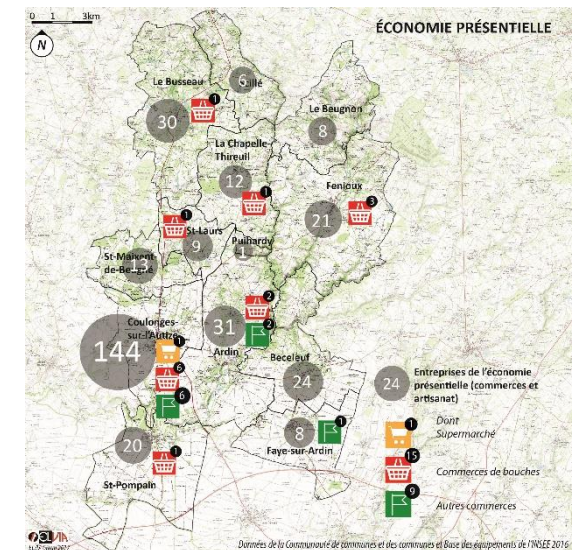 0 1 3km
ÉCONOMIE PRÉSENTIELLE
N
Le Busseau
6
1
30
Le Beugnon
8
La Chapelle-
Thireuil
12
1
Fenioux
3
21
1
St-Laurs
9
Puihardy
1
St-Maixent-
de-Beugné
13
2
31
2
Ardin
Coulonges-
sur-l'Autize
144
1
6
6
Beceleuf
24
24
Entreprises de l'économie
présentielle (commerces et
artisanat)
8
1
Faye-sur-Ardin
1
Dont
Supermarché
20
1
St-Pompain
15
Commerces de bouches
9
Autres commerces
Données de la Communauté de communes et des communes et Base des équipements de l'INSEE 2016